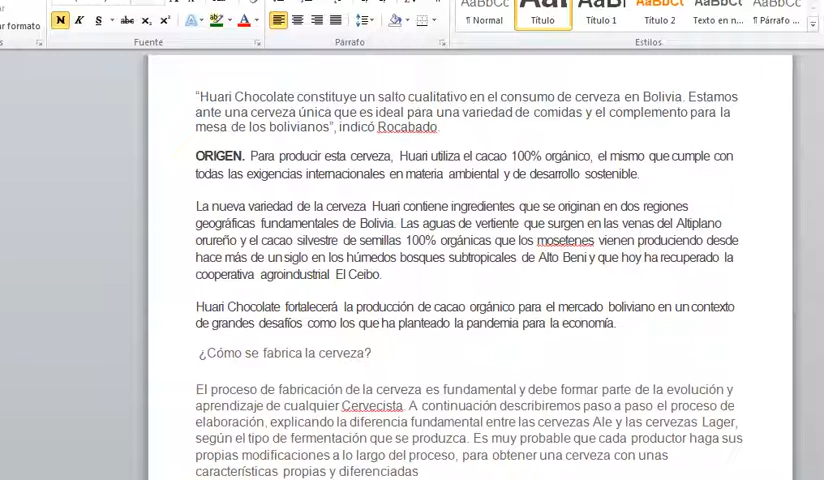 r formato
N K S abc x₂ x² A ab A
Fuente Párrafo Estilos
AaBbCc AaI AaBI AaBbCc AaBbCc AaBbCc
¶ Normal Título Título 1 Título 2 Texto en n... ¶ Párrafo ...
“Huari Chocolate constituye un salto cualitativo en el consumo de cerveza en Bolivia. Estamos
ante una cerveza única que es ideal para una variedad de comidas y el complemento para la
mesa de los bolivianos”, indicó Rocabado.
ORIGEN. Para producir esta cerveza, Huari utiliza el cacao 100% orgánico, el mismo que cumple con
todas las exigencias internacionales en materia ambiental y de desarrollo sostenible.
La nueva variedad de la cerveza Huari contiene ingredientes que se originan en dos regiones
geográficas fundamentales de Bolivia. Las aguas de vertiente que surgen en las venas del Altiplano
orureño y el cacao silvestre de semillas 100% orgánicas que los mosetenes vienen produciendo desde
hace más de un siglo en los húmedos bosques subtropicales de Alto Beni y que hoy ha recuperado la
cooperativa agroindustrial El Ceibo.
Huari Chocolate fortalecerá la producción de cacao orgánico para el mercado boliviano en un contexto
de grandes desafíos como los que ha planteado la pandemia para la economía.
¿Cómo se fabrica la cerveza?
El proceso de fabricación de la cerveza es fundamental y debe formar parte de la evolución y
aprendizaje de cualquier Cervecista. A continuación describiremos paso a paso el proceso de
elaboración, explicando la diferencia fundamental entre las cervezas Ale y las cervezas Lager,
según el tipo de fermentación que se produzca. Es muy probable que cada productor haga sus
propias modificaciones a lo largo del proceso, para obtener una cerveza con unas
características propias y diferenciadas